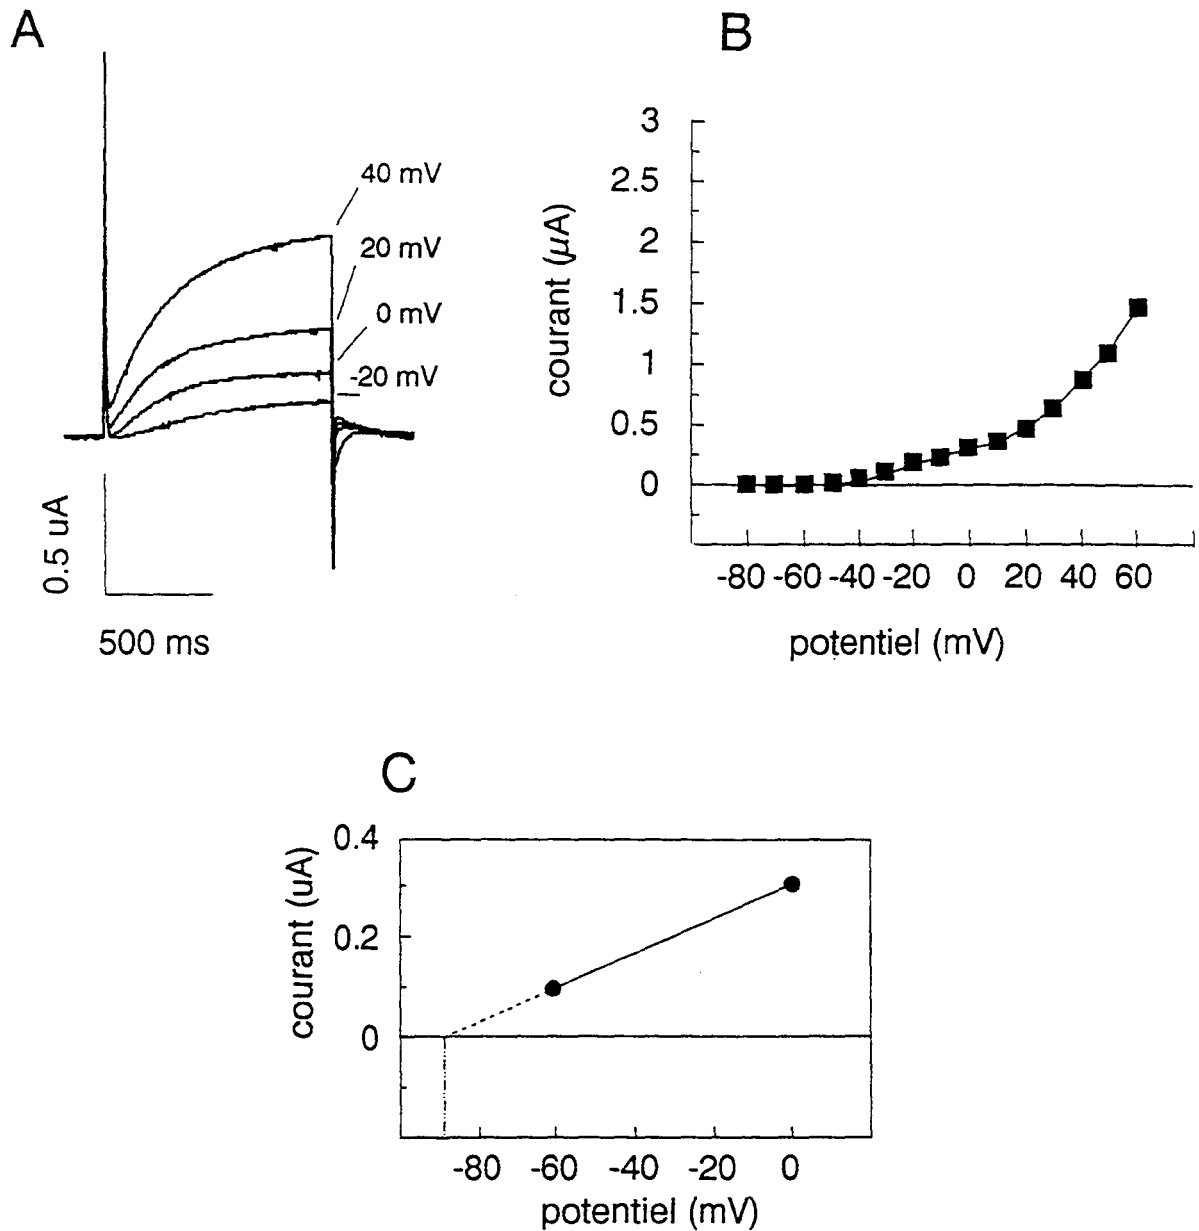 A
40 mV
20 mV
0 mV
-20 mV
0.5 uA
500 ms
B
courant (µA)
3
2.5
2
1.5
1
0.5
0
-80 -60 -40 -20 0 20 40 60
potentiel (mV)
C
courant (uA)
0.4
0.2
0
-80 -60 -40 -20 0
potentiel (mV)